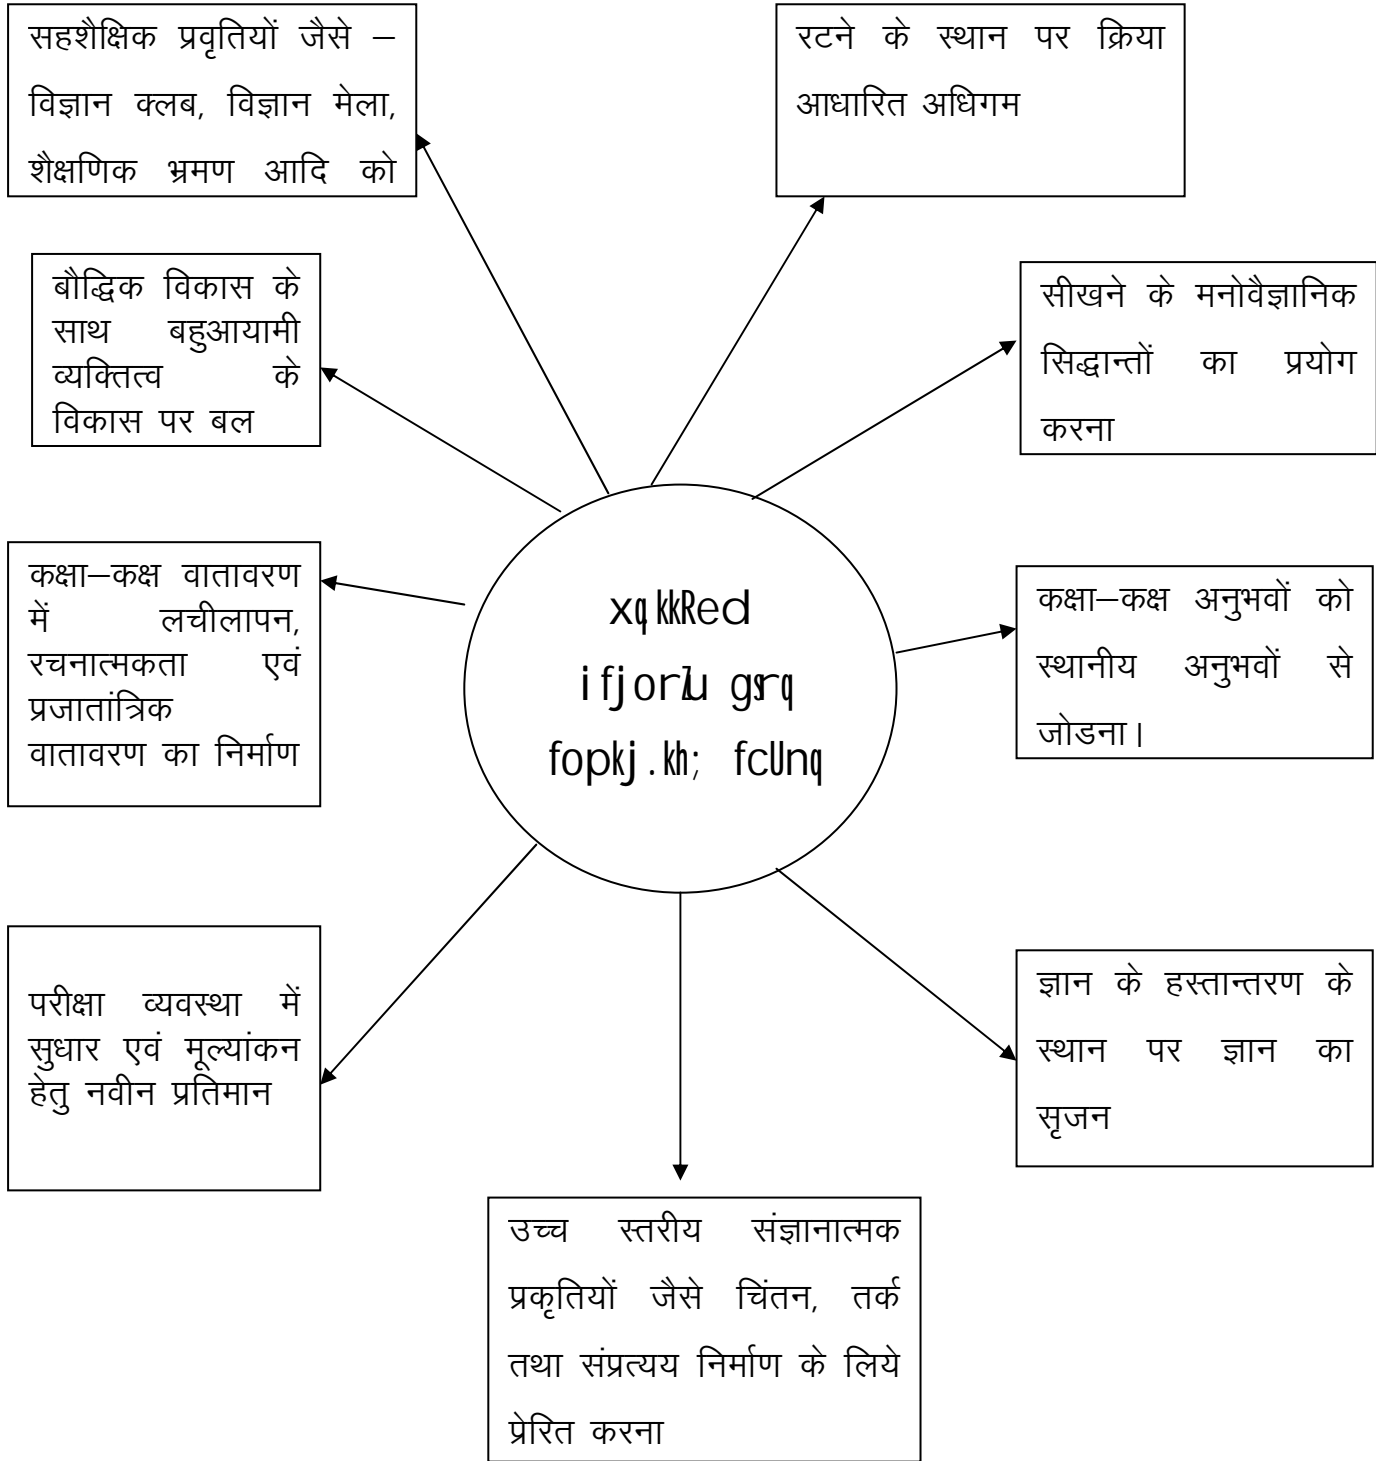 सहशैक्षिक प्रवृतियों जैसे –
विज्ञान क्लब, विज्ञान मेला,
शैक्षणिक भ्रमण आदि को
रटने के स्थान पर क्रिया
आधारित अधिगम
बौद्धिक विकास के
साथ बहुआयामी
व्यक्तित्व के
विकास पर बल
सीखने के मनोवैज्ञानिक
सिद्धान्तों का प्रयोग
करना
कक्षा–कक्ष वातावरण
में लचीलापन,
रचनात्मकता एवं
प्रजातांत्रिक
वातावरण का निर्माण
xq.kkRed
ifjorZu gsrq
fopkj.kh; fcUnq
कक्षा–कक्ष अनुभवों को
स्थानीय अनुभवों से
जोडना।
परीक्षा व्यवस्था में
सुधार एवं मूल्यांकन
हेतु नवीन प्रतिमान
ज्ञान के हस्तान्तरण के
स्थान पर ज्ञान का
सृजन
उच्च स्तरीय संज्ञानात्मक
प्रकृतियों जैसे चिंतन, तर्क
तथा संप्रत्यय निर्माण के लिये
प्रेरित करना